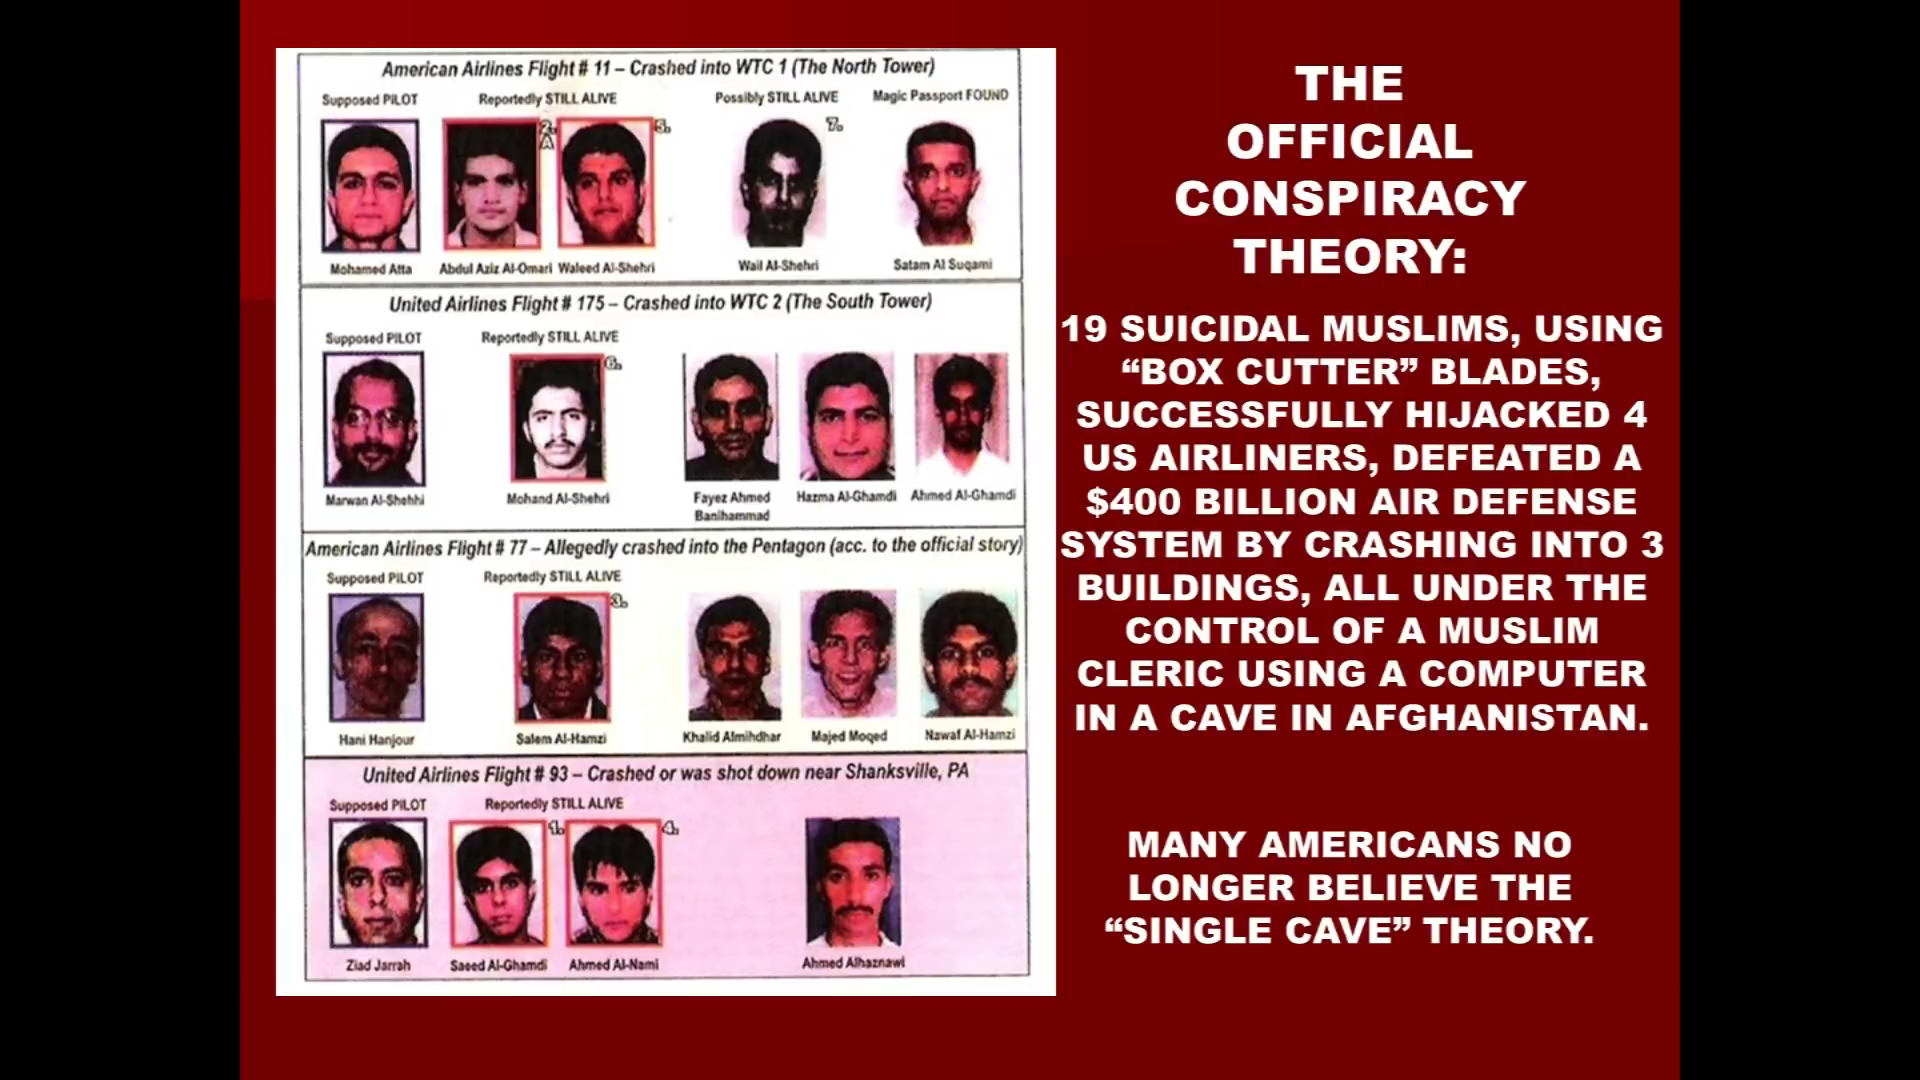 American Airlines Flight # 11 – Crashed into WTC 1 (The North Tower)
Supposed PILOT Reportedly STILL ALIVE Possibly STILL ALIVE Magic Passport FOUND
2. A 5. 7.
Mohamed Atta Abdul Aziz Al-Omari Waleed Al-Shehri Wail Al-Shehri Satam Al Suqami
United Airlines Flight # 175 – Crashed into WTC 2 (The South Tower)
Supposed PILOT Reportedly STILL ALIVE
6.
Marwan Al-Shehhi Mohand Al-Shehri Fayez Ahmed Hazma Al-Ghamdi Ahmed Al-Ghamdi
Banihammad
American Airlines Flight # 77 – Allegedly crashed into the Pentagon (acc. to the official story)
Supposed PILOT Reportedly STILL ALIVE
3.
Hani Hanjour Salem Al-Hamzi Khalid Almihdhar Majed Moqed Nawaf Al-Hamzi
United Airlines Flight # 93 – Crashed or was shot down near Shanksville, PA
Supposed PILOT Reportedly STILL ALIVE
1. 4.
Ziad Jarrah Saeed Al-Ghamdi Ahmed Al-Nami Ahmed Alhaznawi
THE
OFFICIAL
CONSPIRACY
THEORY:
19 SUICIDAL MUSLIMS, USING
“BOX CUTTER” BLADES,
SUCCESSFULLY HIJACKED 4
US AIRLINERS, DEFEATED A
$400 BILLION AIR DEFENSE
SYSTEM BY CRASHING INTO 3
BUILDINGS, ALL UNDER THE
CONTROL OF A MUSLIM
CLERIC USING A COMPUTER
IN A CAVE IN AFGHANISTAN.
MANY AMERICANS NO
LONGER BELIEVE THE
“SINGLE CAVE” THEORY.